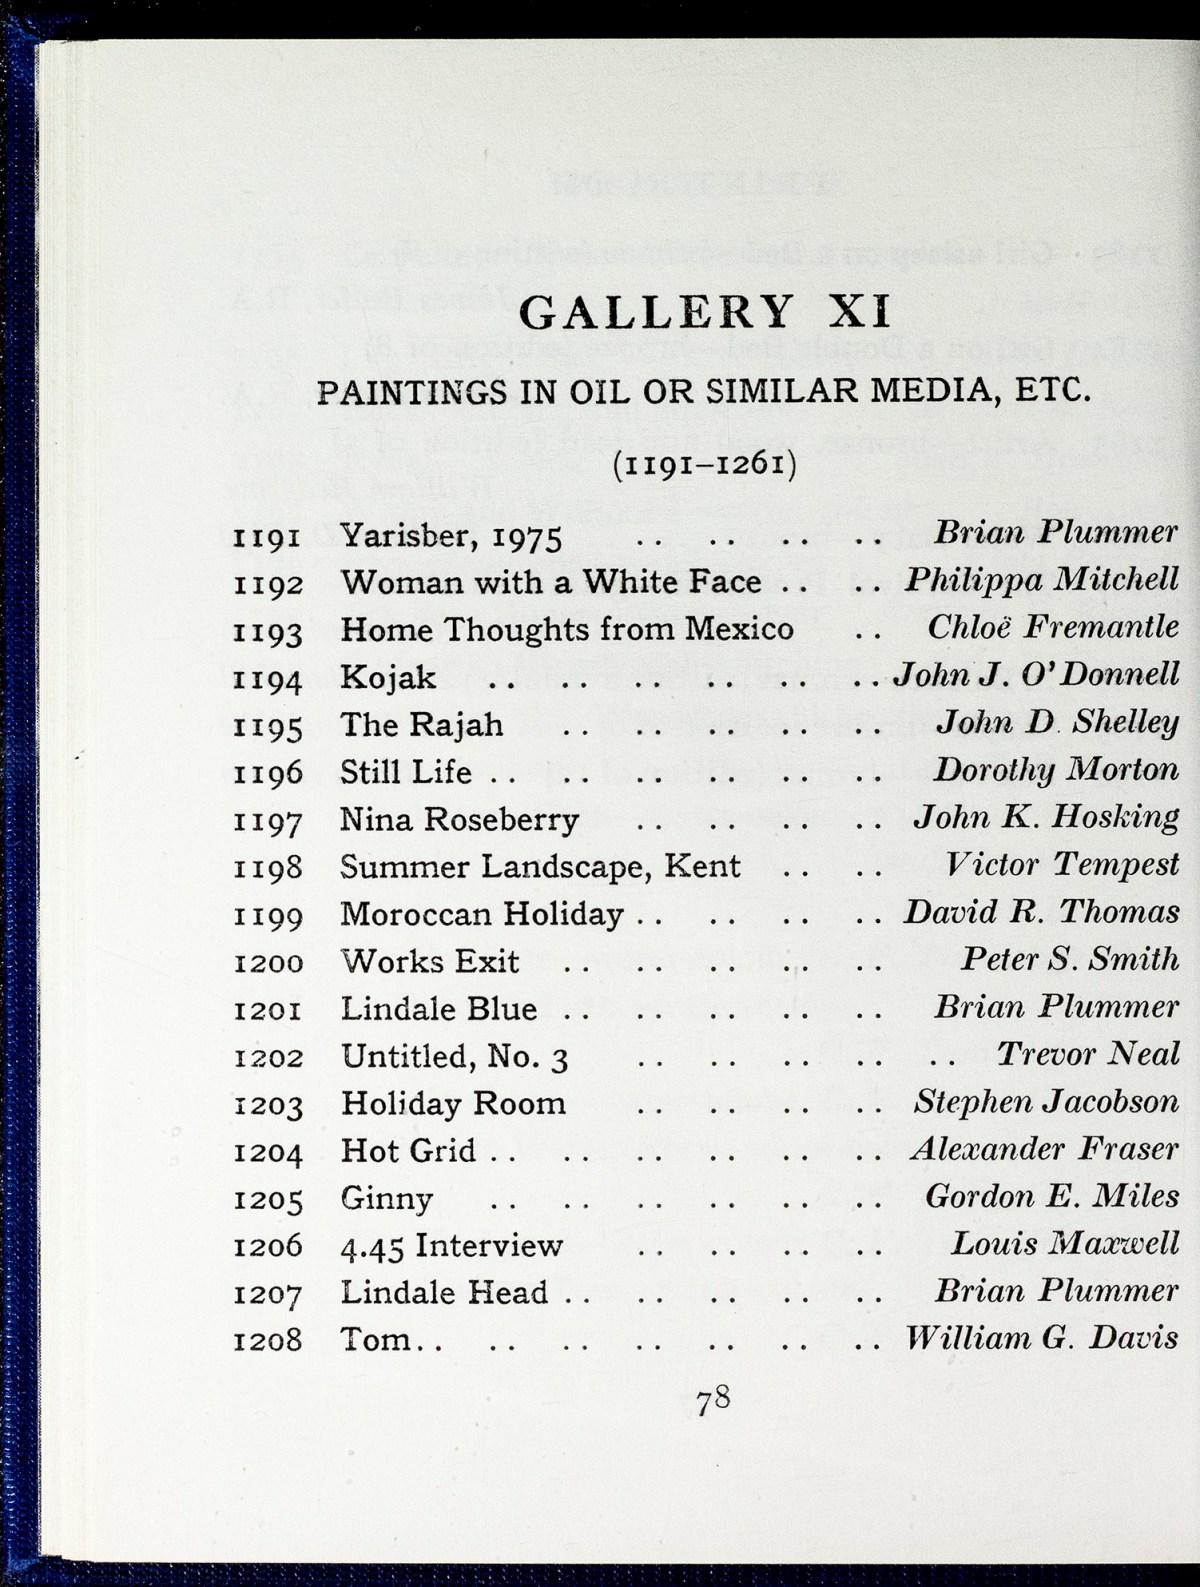 GALLERY XI
PAINTINGS IN OIL OR SIMILAR MEDIA, ETC.
(1191–1261)
1191 Yarisber, 1975 .. .. .. .. Brian Plummer
1192 Woman with a White Face .. .. Philippa Mitchell
1193 Home Thoughts from Mexico .. Chloë Fremantle
1194 Kojak .. .. .. .. .. .. John J. O'Donnell
1195 The Rajah .. .. .. .. .. John D. Shelley
1196 Still Life .. .. .. .. .. .. Dorothy Morton
1197 Nina Roseberry .. .. .. .. John K. Hosking
1198 Summer Landscape, Kent .. .. Victor Tempest
1199 Moroccan Holiday .. .. .. .. David R. Thomas
1200 Works Exit .. .. .. .. .. Peter S. Smith
1201 Lindale Blue .. .. .. .. .. Brian Plummer
1202 Untitled, No. 3 .. .. .. .. .. Trevor Neal
1203 Holiday Room .. .. .. .. Stephen Jacobson
1204 Hot Grid .. .. .. .. .. .. Alexander Fraser
1205 Ginny .. .. .. .. .. .. Gordon E. Miles
1206 4.45 Interview .. .. .. .. Louis Maxwell
1207 Lindale Head .. .. .. .. .. Brian Plummer
1208 Tom .. .. .. .. .. .. .. William G. Davis
78